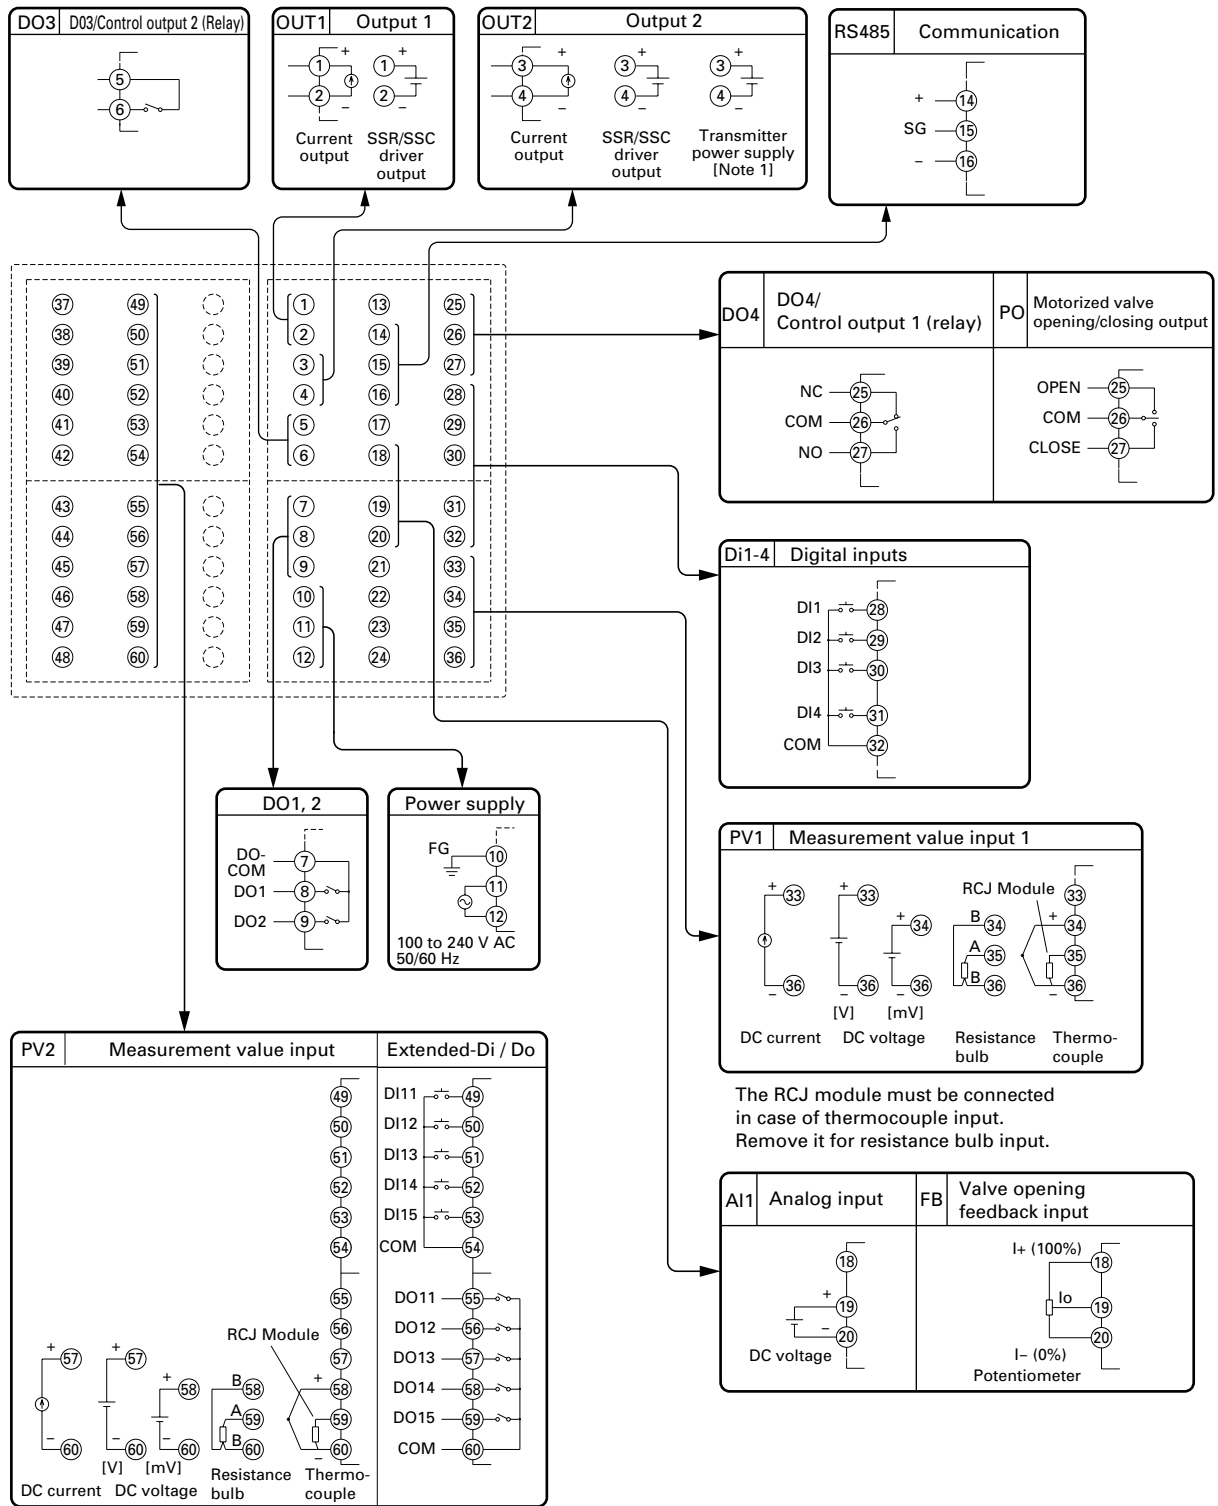 DO3 D03/Control output 2 (Relay)
5
6
OUT1 Output 1
+ +
1 1
2 2
– –
Current output
SSR/SSC driver output
OUT2 Output 2
+ + +
3 3 3
4 4 4
– – –
Current output
SSR/SSC driver output
Transmitter power supply [Note 1]
RS485 Communication
+ 14
SG 15
– 16
37 49 1 13 25
38 50 2 14 26
39 51 3 15 27
40 52 4 16 28
41 53 5 17 29
42 54 6 18 30
43 55 7 19 31
44 56 8 20 32
45 57 9 21 33
46 58 10 22 34
47 59 11 23 35
48 60 12 24 36
DO4 DO4/
Control output 1 (relay)
NC 25
COM 26
NO 27
PO Motorized valve
opening/closing output
OPEN 25
COM 26
CLOSE 27
Di1-4 Digital inputs
DI1 28
DI2 29
DI3 30
DI4 31
COM 32
DO1, 2
DO-
COM 7
DO1 8
DO2 9
Power supply
FG 10
11
12
100 to 240 V AC
50/60 Hz
PV1 Measurement value input 1
+ 33
– 36
DC current
+ 33
– 36
[V]
+ 34
– 36
[mV]
DC voltage
B 34
A 35
B 36
Resistance
bulb
RCJ Module
33
+ 34
35
– 36
Thermo-
couple
The RCJ module must be connected
in case of thermocouple input.
Remove it for resistance bulb input.
PV2 Measurement value input
49
50
51
52
53
54
55
56
57
+ 58
59
– 60
RCJ Module
Thermo-
couple
+ 57
– 60
DC current
+ 57
– 60
[V]
+ 58
– 60
[mV]
DC voltage
B 58
A 59
B 60
Resistance
bulb
Extended-Di / Do
DI11 49
DI12 50
DI13 51
DI14 52
DI15 53
COM 54
DO11 55
DO12 56
DO13 57
DO14 58
DO15 59
COM 60
AI1 Analog input
18
+ 19
– 20
DC voltage
FB Valve opening
feedback input
I+ (100%) 18
Io 19
20
I– (0%)
Potentiometer